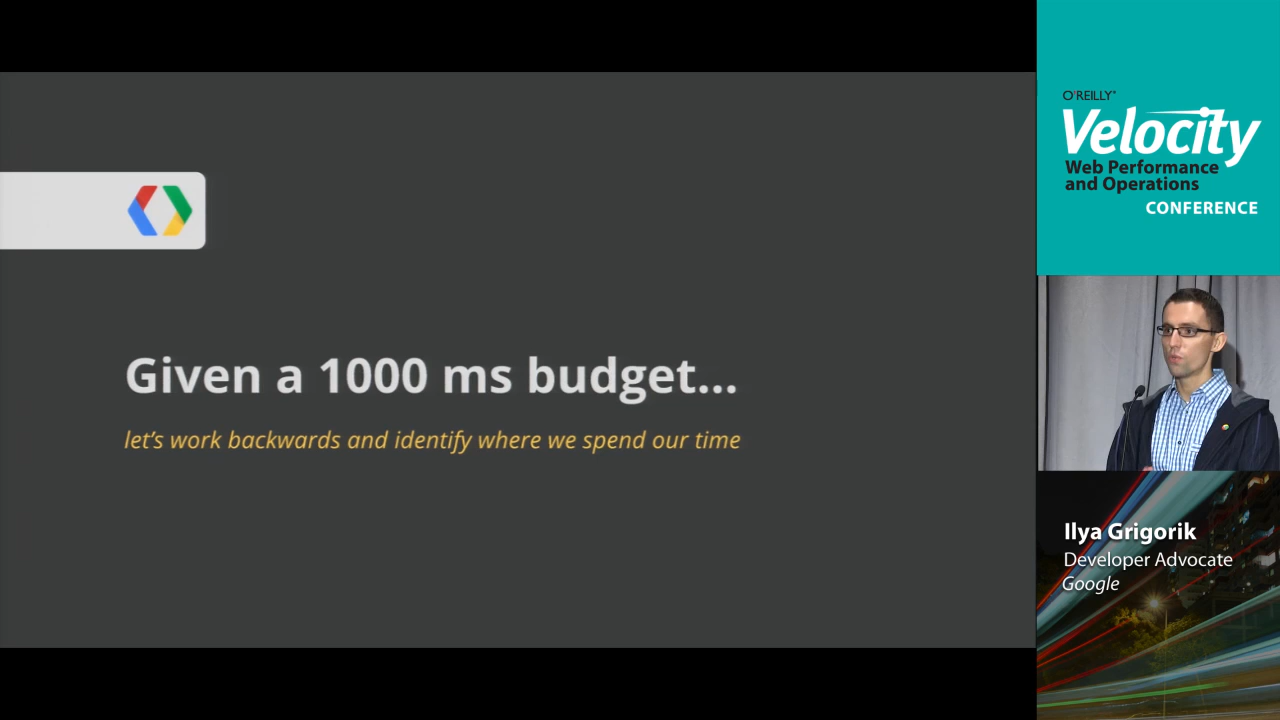 Given a 1000 ms budget...
let's work backwards and identify where we spend our time
O'REILLY®
Velocity
Web Performance
and Operations
CONFERENCE
Ilya Grigorik
Developer Advocate
Google